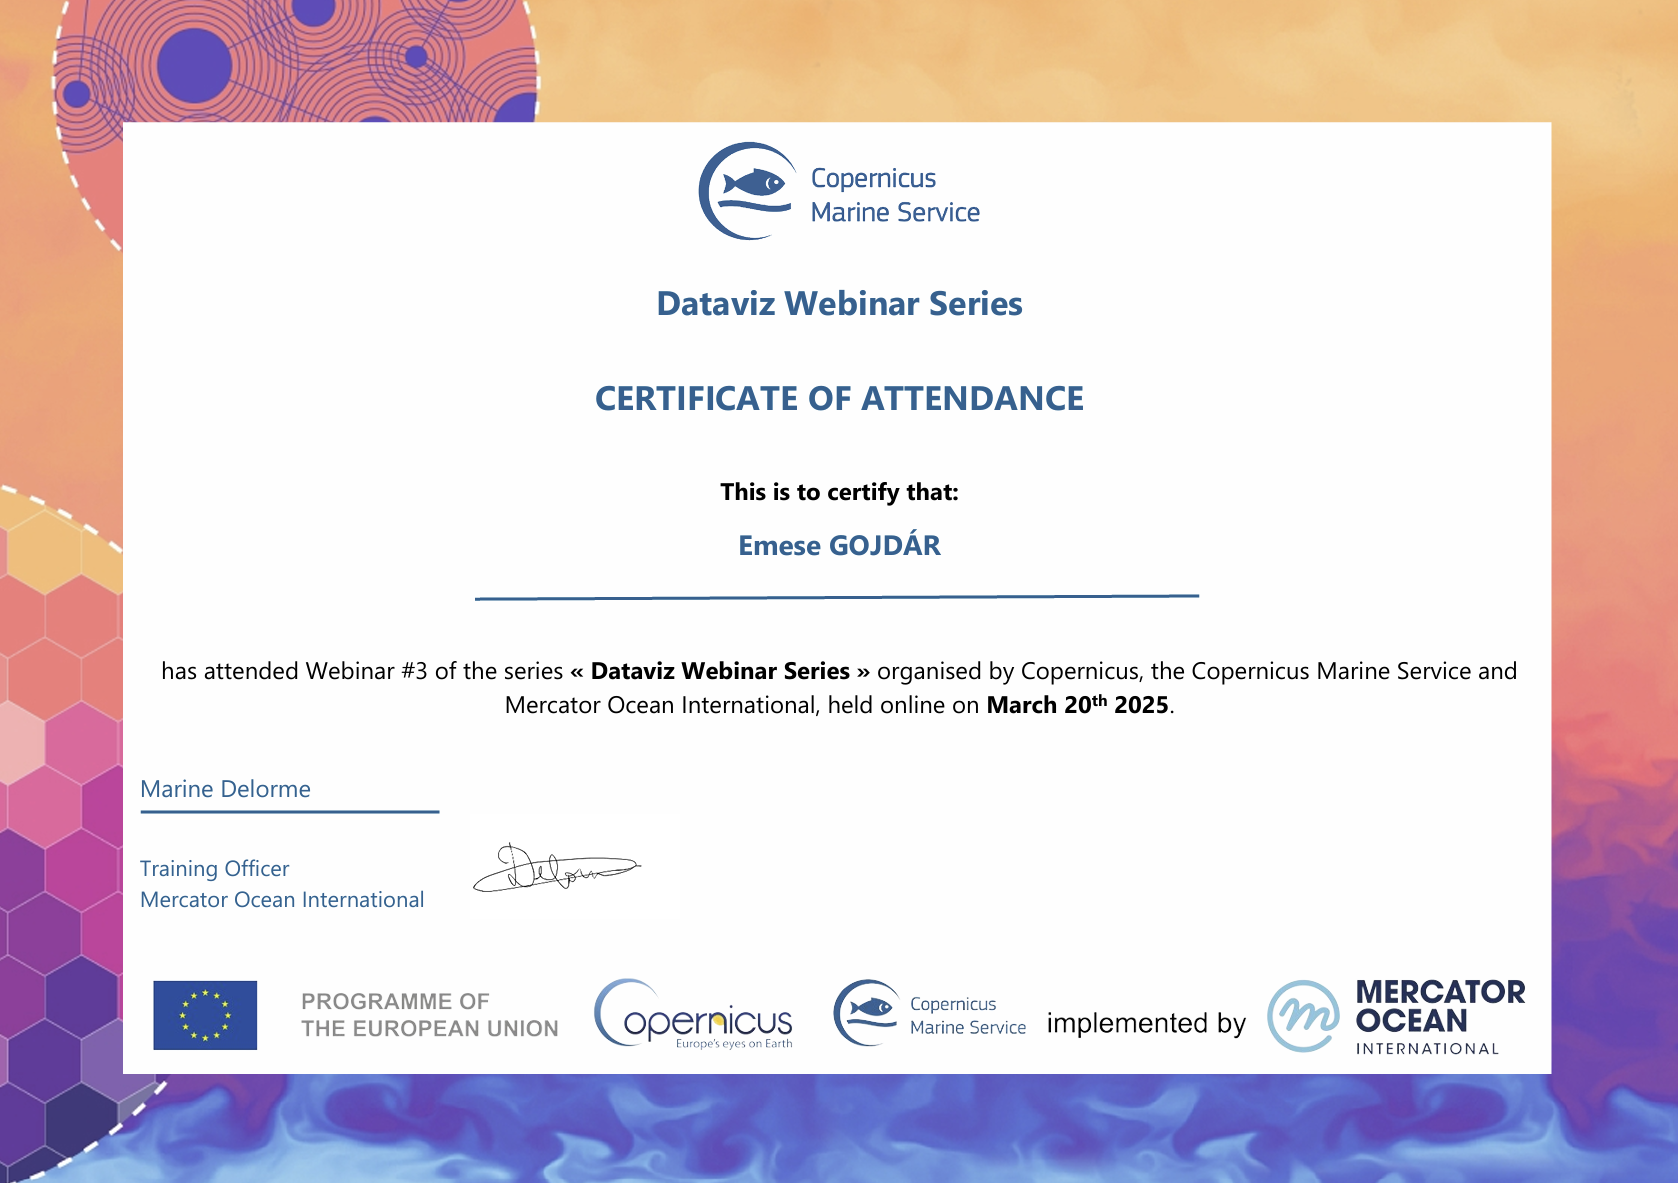 Copernicus
Marine Service
Dataviz Webinar Series
CERTIFICATE OF ATTENDANCE
This is to certify that:
Emese GOJDÁR
has attended Webinar #3 of the series « Dataviz Webinar Series » organised by Copernicus, the Copernicus Marine Service and
Mercator Ocean International, held online on March 20th 2025.
Marine Delorme
Training Officer
Mercator Ocean International
Delorme
PROGRAMME OF
THE EUROPEAN UNION
Copernicus
Europe's eyes on Earth
Copernicus
Marine Service
implemented by
MERCATOR
OCEAN
INTERNATIONAL